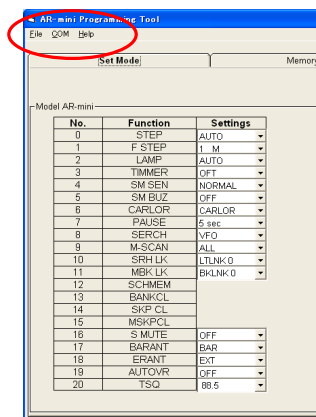 AR-mini Programming Tool
File COM Help
Set Mode Memory
Model AR-mini
No. Function Settings
0 STEP AUTO
1 F STEP 1 M
2 LAMP AUTO
3 TIMMER OFT
4 SM SEN NORMAL
5 SM BUZ OFF
6 CARLOR CARLOR
7 PAUSE 5 sec
8 SERCH VFO
9 M-SCAN ALL
10 SRH LK LTLNK 0
11 MBK LK BKLNK 0
12 SCHMEM
13 BANKCL
14 SKP CL
15 MSKPCL
16 S MUTE OFF
17 BARANT BAR
18 ERANT EXT
19 AUTOVR OFF
20 TSQ 88.5